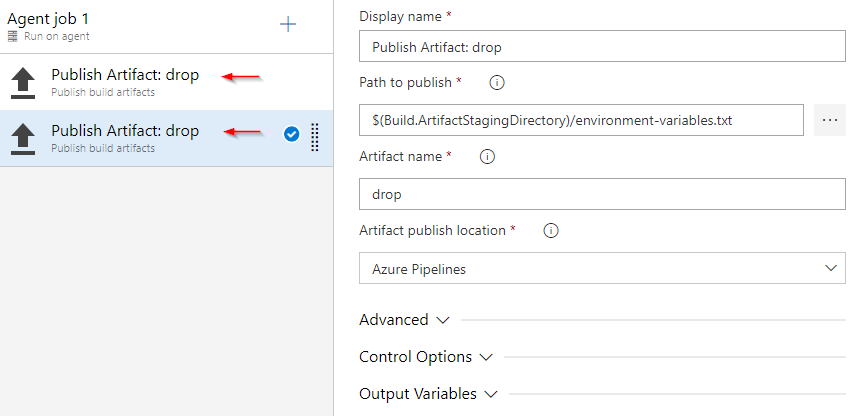 Agent job 1
Run on agent
Publish Artifact: drop
Publish build artifacts
Publish Artifact: drop
Publish build artifacts
Display name *
Publish Artifact: drop
Path to publish *
$(Build.ArtifactStagingDirectory)/environment-variables.txt
Artifact name *
drop
Artifact publish location *
Azure Pipelines
Advanced
Control Options
Output Variables